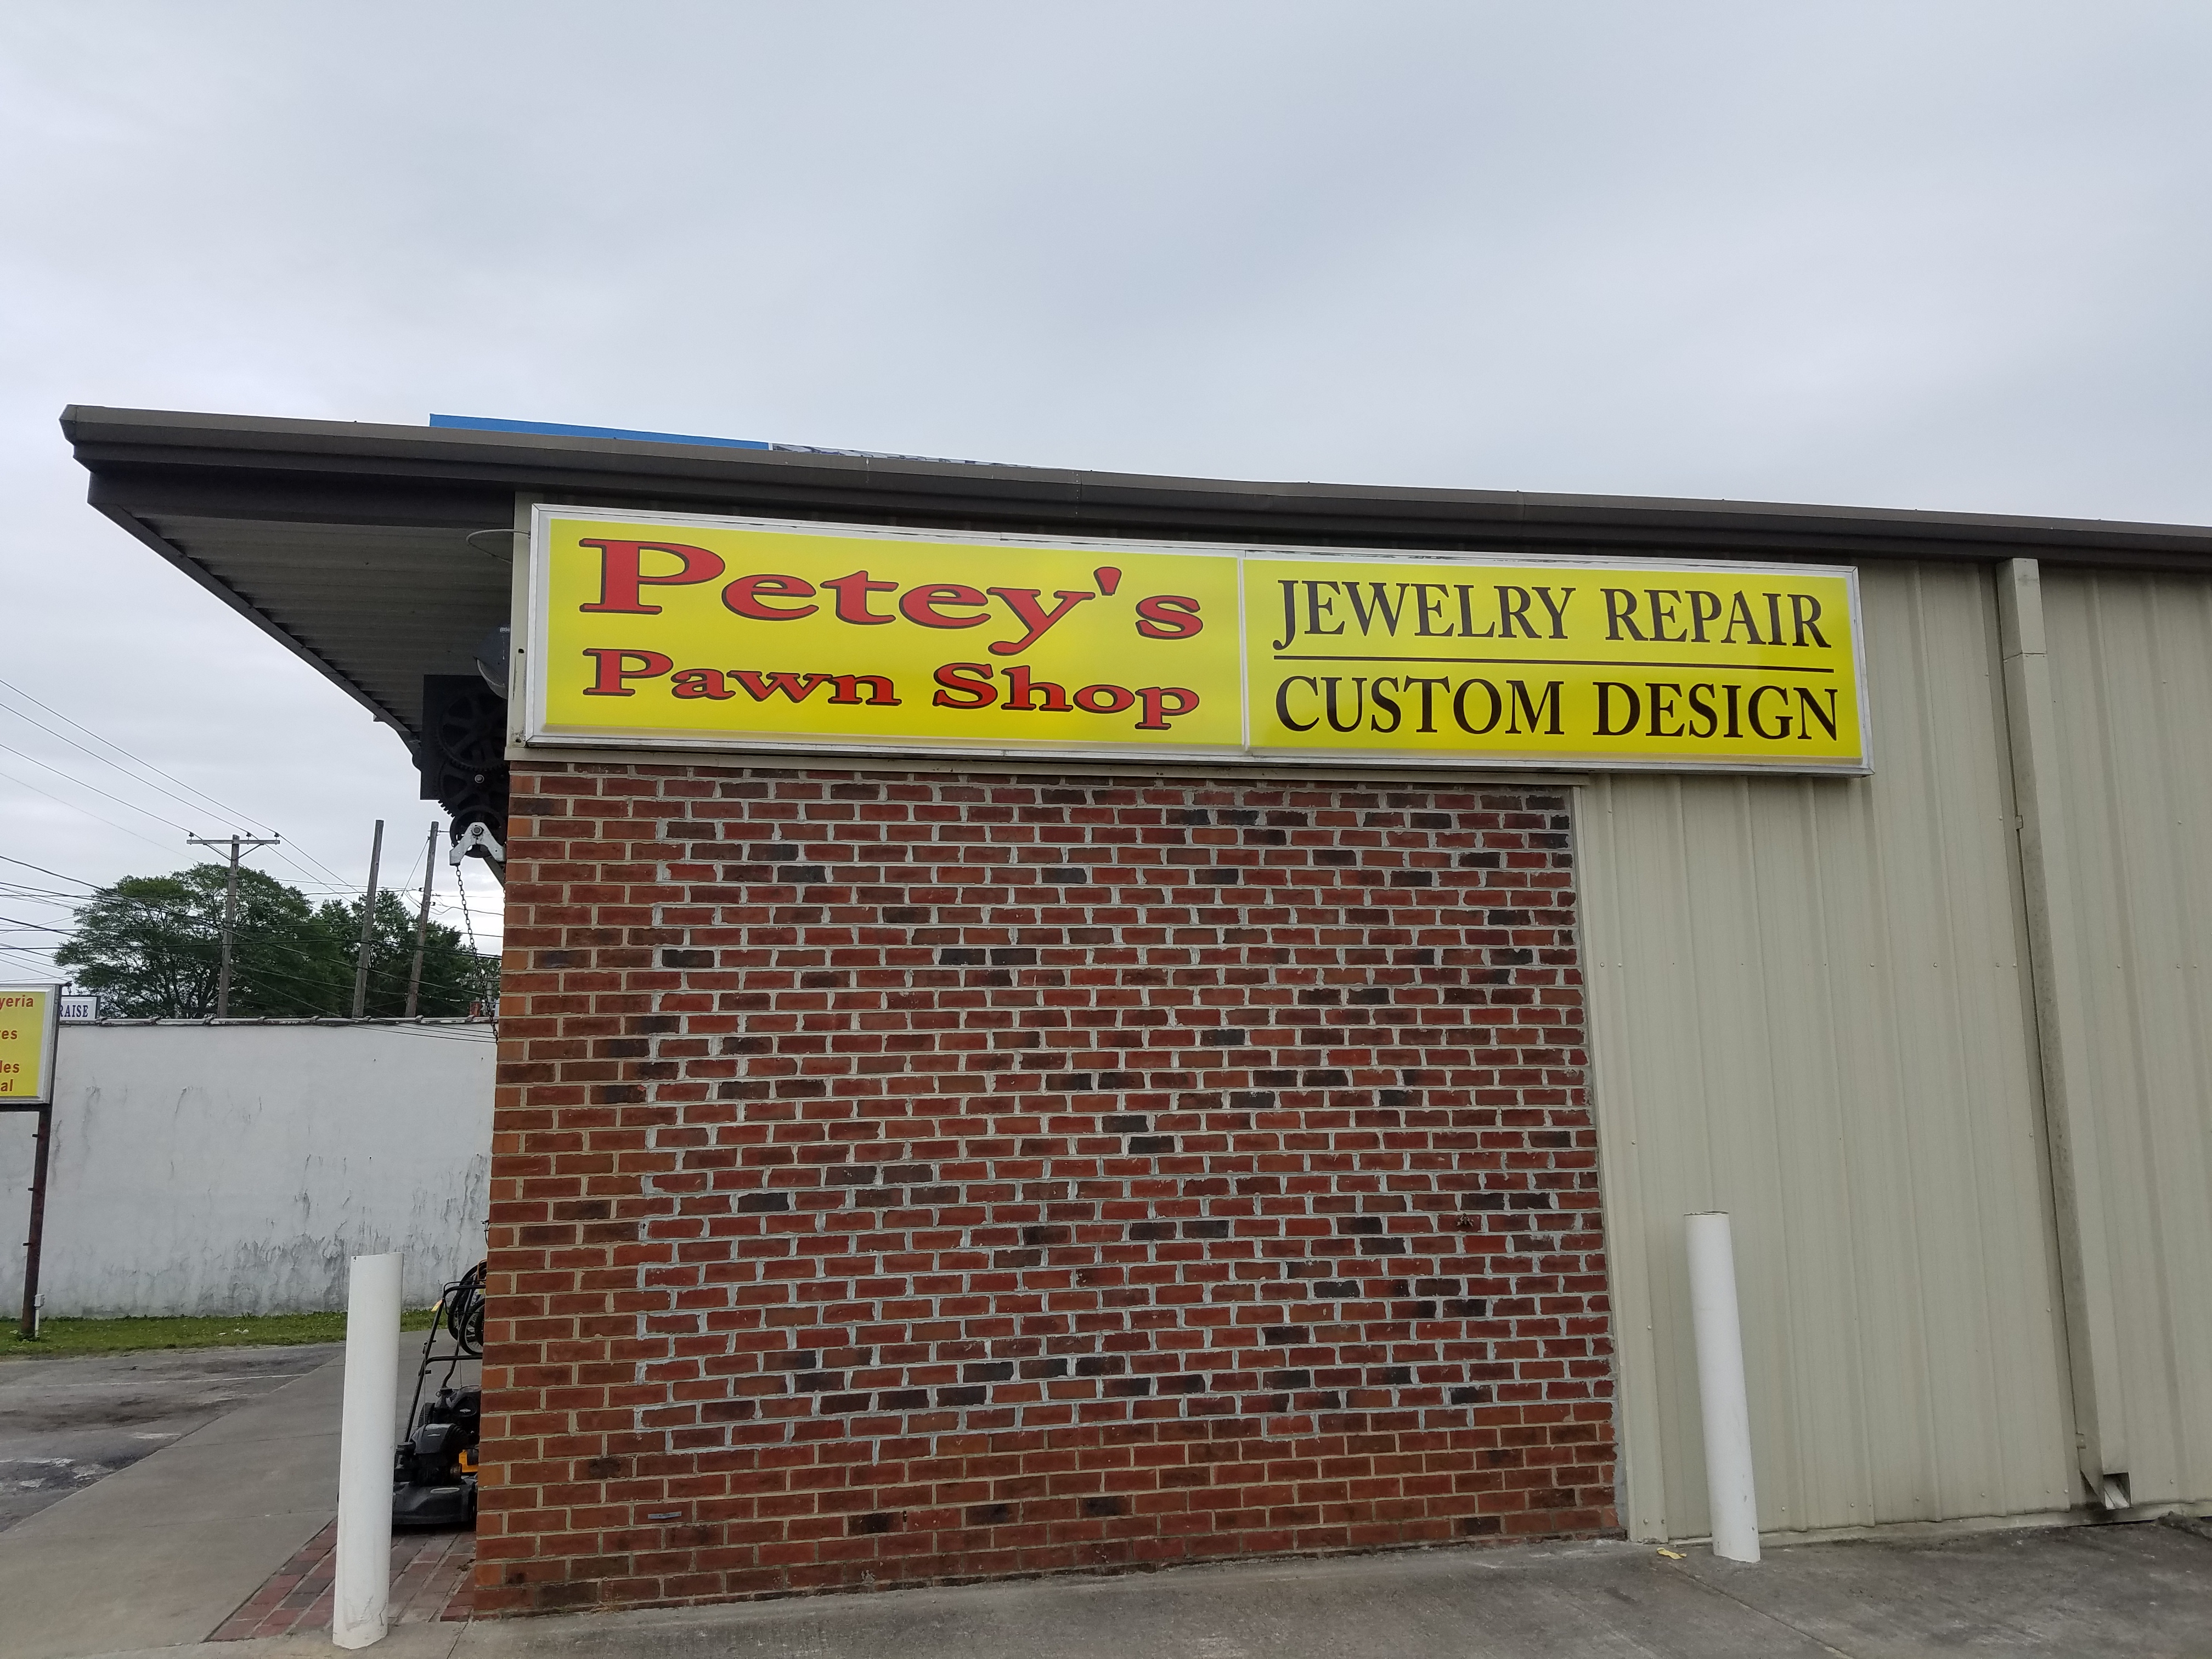 Petey's
Pawn Shop
JEWELRY REPAIR
CUSTOM DESIGN